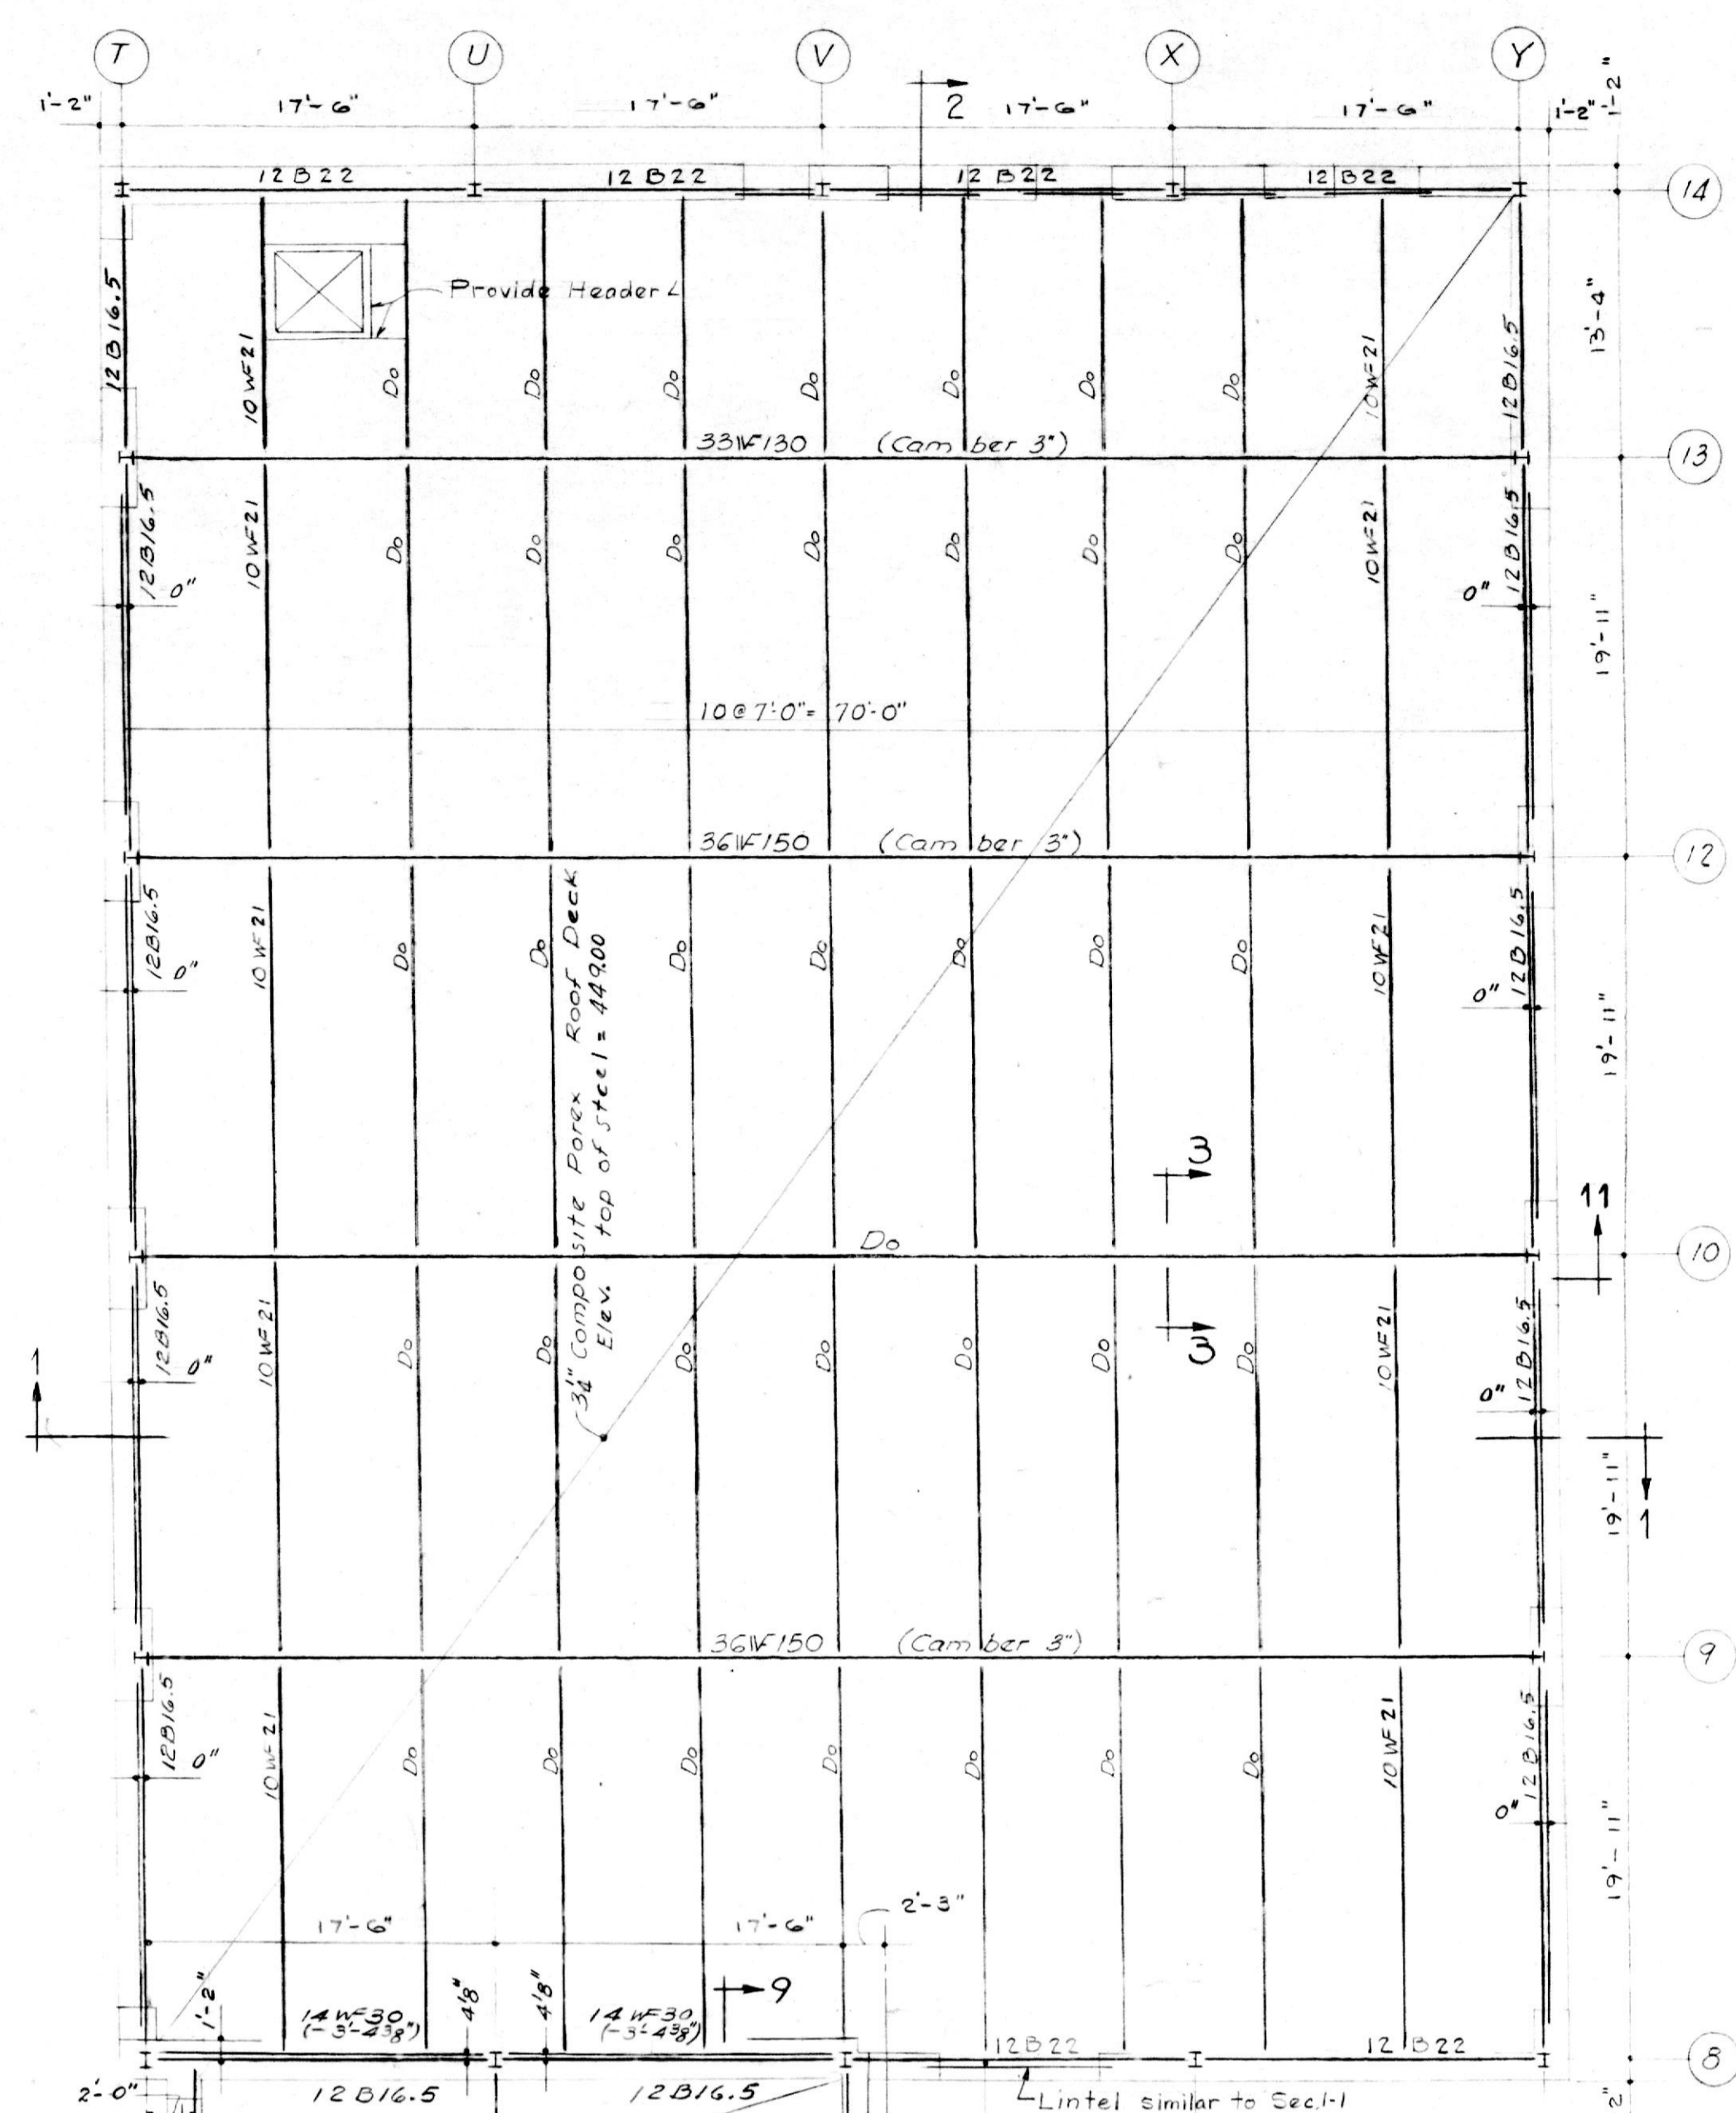 T U V X Y
1'-2" 17'-6" 17'-6" 2 17'-6" 17'-6" 1'-2" 1'-2"
12 B 22 12 B 22 12 B 22 12 B 22 14
Provide Header L
12 B 16.5 10 WF 21 Do Do Do Do Do Do Do 10 WF 21 12 B 16.5 13'-4"
33 WF 130 (Camber 3") 13
12 B 16.5 10 WF 21 Do Do Do Do Do Do Do 10 WF 21 12 B 16.5
0" 0" 19'-11"
10 @ 7'-0" = 70'-0"
36 WF 150 (Camber 3") 12
12 B 16.5 10 WF 21 Do Do Do Do Do Do Do 10 WF 21 12 B 16.5
0" 0" 19'-11"
3¼" Composite Porex Roof Deck
Elev. top of steel = 449.00
3
11
Do 10
3
12 B 16.5 10 WF 21 Do Do Do Do Do Do Do 10 WF 21 12 B 16.5
0" 0"
1 19'-11" 1
36 WF 150 (Camber 3") 9
12 B 16.5 10 WF 21 Do Do Do Do Do Do Do 10 WF 21 12 B 16.5
0" 0" 19'-11"
17'-6" 17'-6" 2'-3"
1'-2" 14 WF 30 4⅛" 4⅛" 14 WF 30 9
(-3'-4⅜") (-3'-4⅜")
12 B 22 12 B 22 8
2'-0" 12 B 16.5 12 B 16.5 Lintel similar to Sec. 1-1 2"